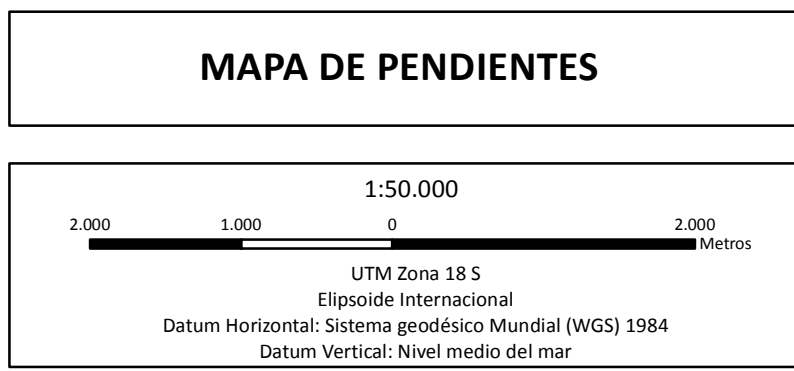 MAPA DE PENDIENTES
1:50.000
2.000 1.000 0 2.000
Metros
UTM Zona 18 S
Elipsoide Internacional
Datum Horizontal: Sistema geodésico Mundial (WGS) 1984
Datum Vertical: Nivel medio del mar